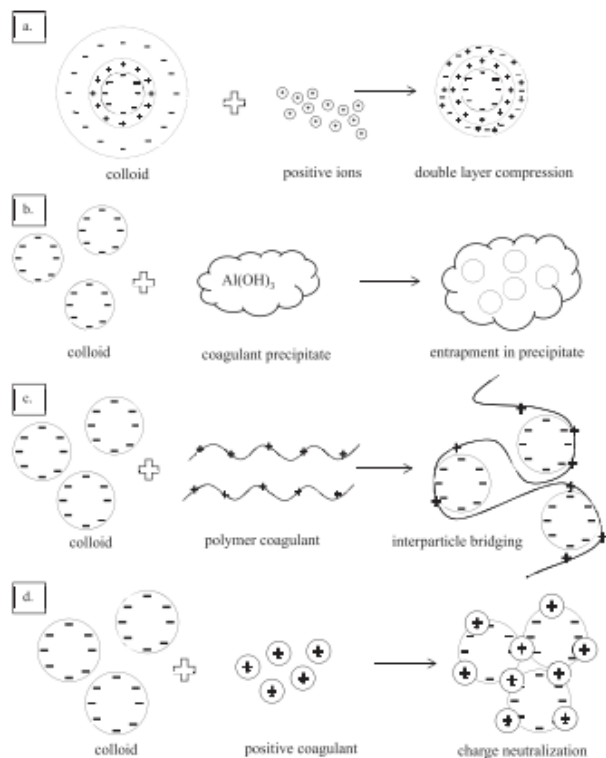 a.
colloid
positive ions
double layer compression
b.
Al(OH)3
colloid
coagulant precipitate
entrapment in precipitate
c.
colloid
polymer coagulant
interparticle bridging
d.
colloid
positive coagulant
charge neutralization